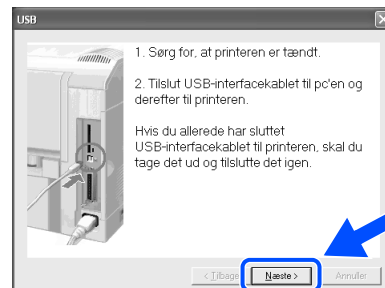 USB
1. Sørg for, at printeren er tændt.
2. Tilslut USB-interfacekablet til pc'en og
derefter til printeren.
Hvis du allerede har sluttet
USB-interfacekablet til printeren, skal du
tage det ud og tilslutte det igen.
< Tilbage
Næste >
Annuller